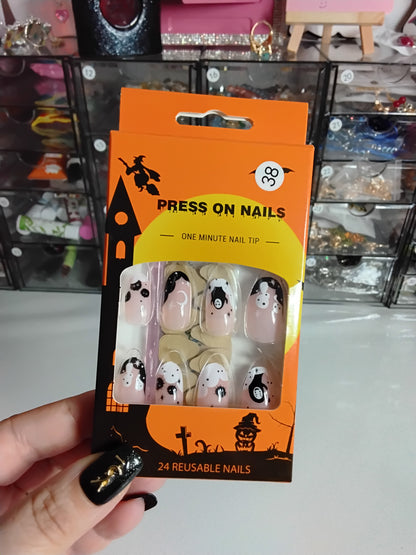 38
PRESS ON NAILS
ONE MINUTE NAIL TIP
24 REUSABLE NAILS